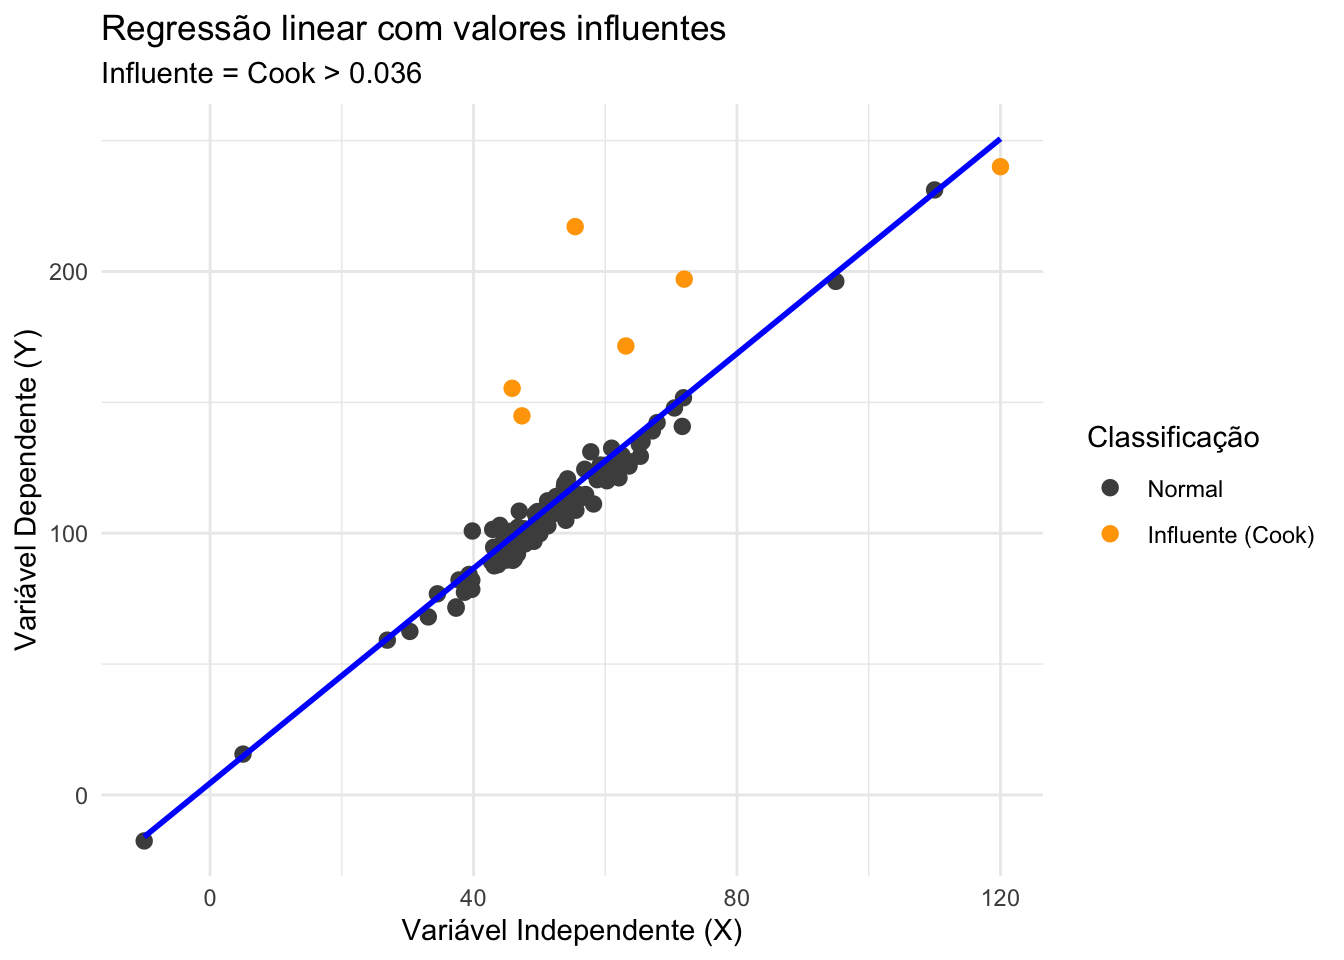 Regressão linear com valores influentes
Influente = Cook > 0.036
Variável Dependente (Y)
200
100
0
0
40
80
120
Variável Independente (X)
Classificação
Normal
Influente (Cook)